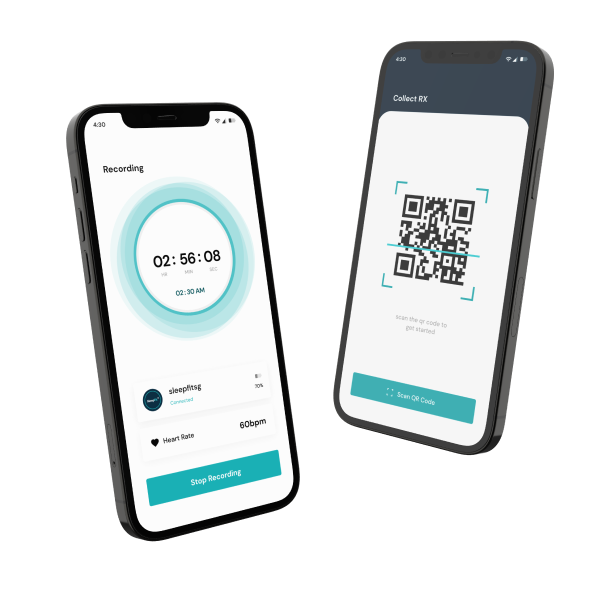 4:30
Recording
02 : 56 : 08
HR MIN SEC
02 : 30 AM
sleepfitsg
Connected
70%
Heart Rate
60bpm
Stop Recording
4:30
Collect RX
scan the qr code to
get started
Scan QR Code